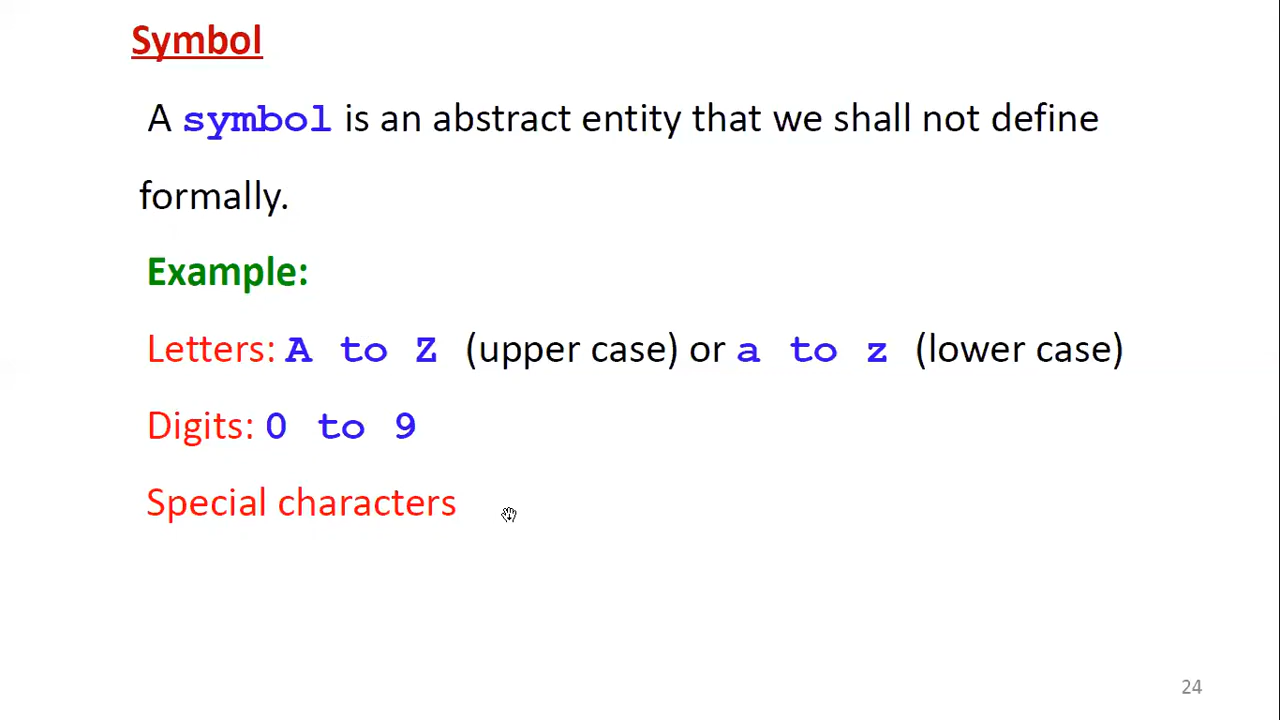 Symbol
A symbol is an abstract entity that we shall not define
formally.
Example:
Letters: A to Z (upper case) or a to z (lower case)
Digits: 0 to 9
Special characters
24